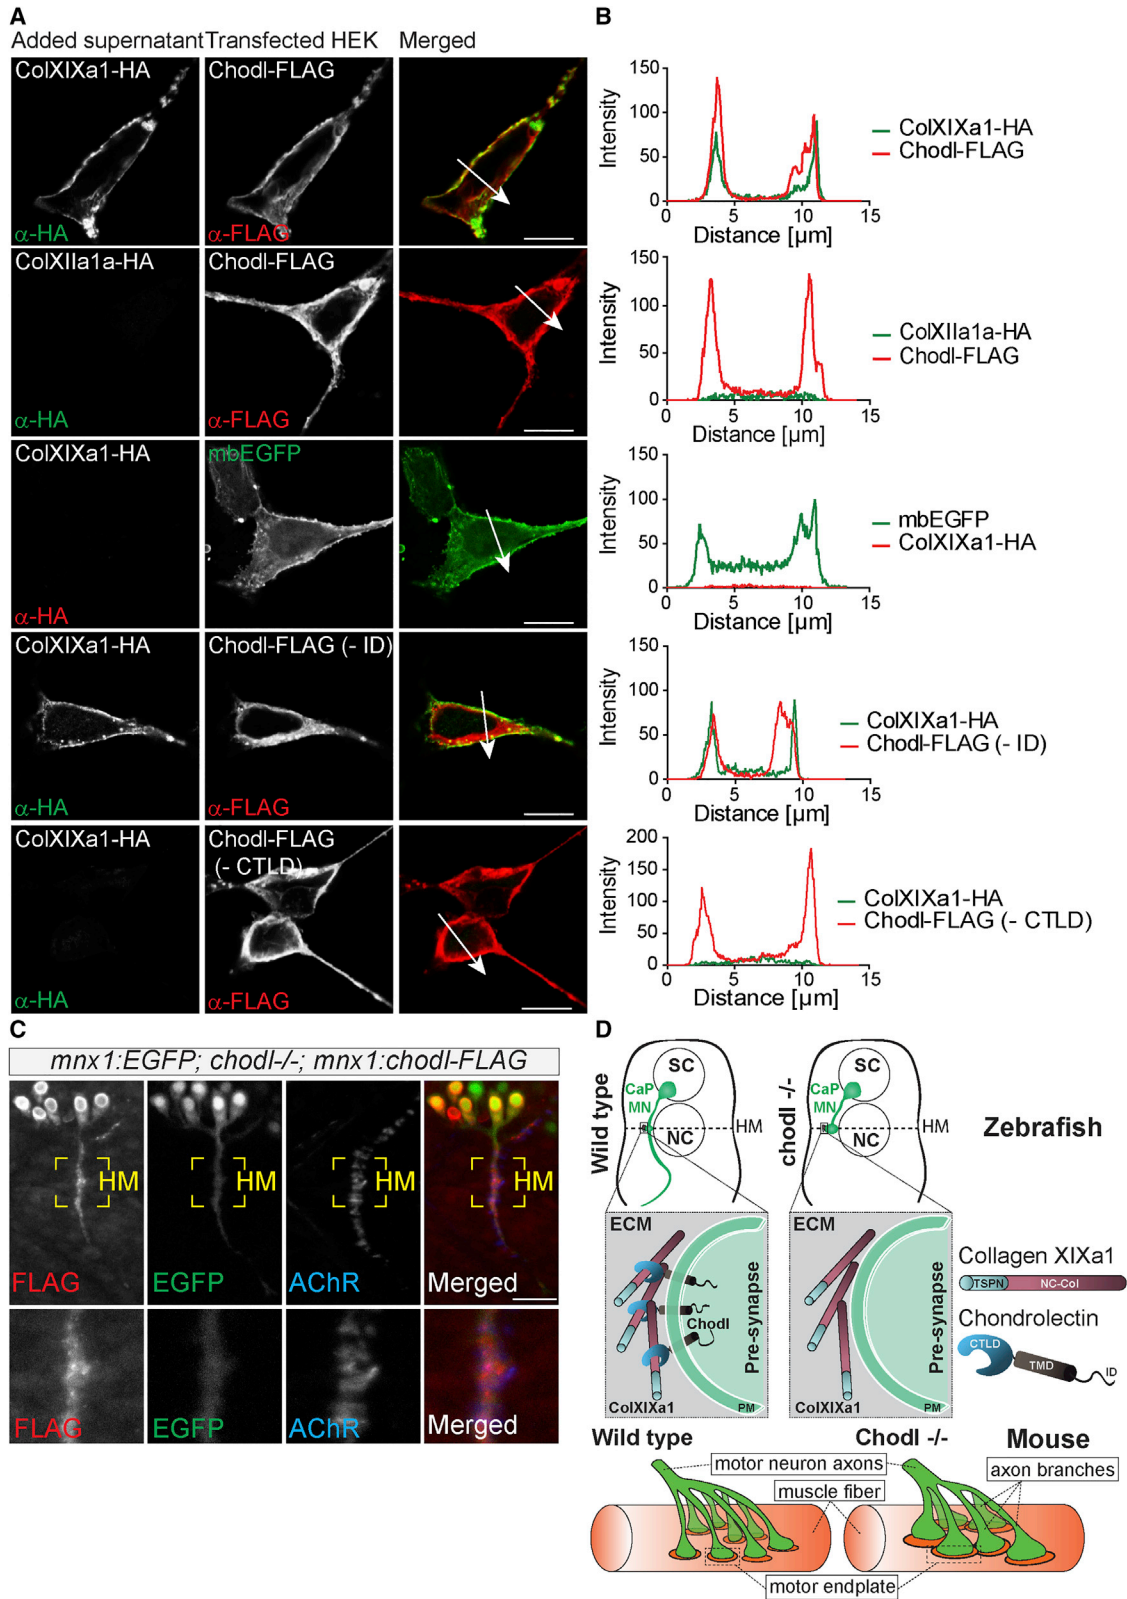 A
B
Added supernatant Transfected HEK Merged
ColXIXa1-HA
Chodl-FLAG
α-HA
α-FLAG
ColXIIa1a-HA
Chodl-FLAG
α-HA
α-FLAG
ColXIXa1-HA
mbEGFP
α-HA
ColXIXa1-HA
Chodl-FLAG (- ID)
α-HA
α-FLAG
ColXIXa1-HA
Chodl-FLAG
(- CTLD)
α-HA
α-FLAG
Intensity
150
100
50
0
0 5 10 15
Distance [µm]
ColXIXa1-HA
Chodl-FLAG
Intensity
150
100
50
0
0 5 10 15
Distance [µm]
ColXIIa1a-HA
Chodl-FLAG
Intensity
150
100
50
0
0 5 10 15
Distance [µm]
mbEGFP
ColXIXa1-HA
Intensity
150
100
50
0
0 5 10 15
Distance [µm]
ColXIXa1-HA
Chodl-FLAG (- ID)
Intensity
200
150
100
50
0
0 5 10 15
Distance [µm]
ColXIXa1-HA
Chodl-FLAG (- CTLD)
C
mnx1:EGFP; chodl-/-; mnx1:chodl-FLAG
HM
HM
HM
HM
FLAG
EGFP
AChR
Merged
FLAG
EGFP
AChR
Merged
D
Wild type
SC
CaP
MN
NC
HM
chodl -/-
SC
CaP
MN
NC
HM
Zebrafish
ECM
Chodl
Pre-synapse
ColXIXa1
PM
ECM
Pre-synapse
ColXIXa1
PM
Collagen XIXa1
TSPN NC-Col
Chondrolectin
CTLD
TMD
ID
Wild type
Chodl -/-
Mouse
motor neuron axons
axon branches
muscle fiber
motor endplate